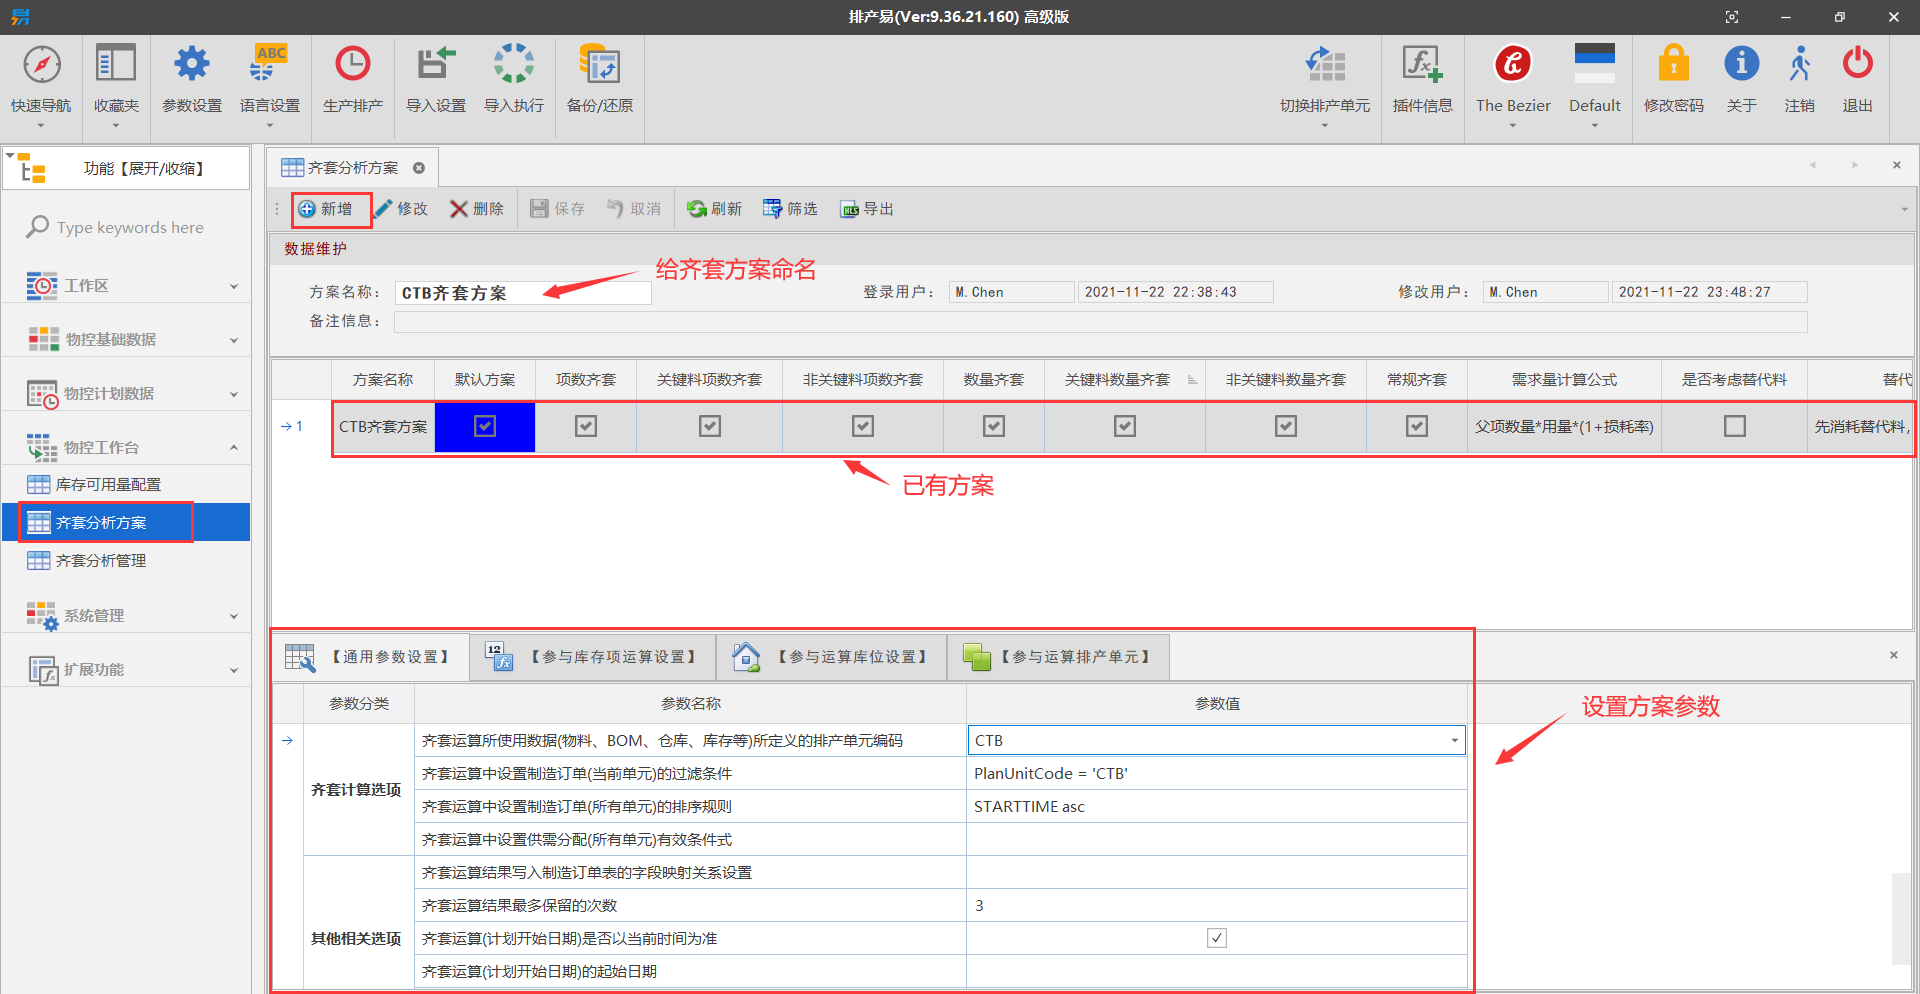 排产易(Ver:9.36.21.160) 高级版
快速导航
收藏夹
参数设置
ABC
语言设置
生产排产
导入设置
导入执行
备份/还原
切换排产单元
插件信息
The Bezier
Default
修改密码
关于
注销
退出
功能【展开/收缩】
Type keywords here
工作区
物控基础数据
物控计划数据
物控工作台
库存可用量配置
齐套分析方案
齐套分析管理
系统管理
扩展功能
齐套分析方案
新增 修改 删除 保存 取消 刷新 筛选 导出
数据维护
给齐套方案命名
方案名称: CTB齐套方案 登录用户: M.Chen 2021-11-22 22:38:43 修改用户: M.Chen 2021-11-22 23:48:27
备注信息:
方案名称 默认方案 项数齐套 关键料项数齐套 非关键料项数齐套 数量齐套 关键料数量齐套 非关键料数量齐套 常规齐套 需求量计算公式 是否考虑替代料 替代
1 CTB齐套方案 父项数量*用量*(1+损耗率) 先消耗替代料,
已有方案
【通用参数设置】 【参与库存项运算设置】 【参与运算库位设置】 【参与运算排产单元】
设置方案参数
参数分类 参数名称 参数值
齐套计算选项
齐套运算所使用数据(物料、BOM、仓库、库存等)所定义的排产单元编码 CTB
齐套运算中设置制造订单(当前单元)的过滤条件 PlanUnitCode = 'CTB'
齐套运算中设置制造订单(所有单元)的排序规则 STARTTIME asc
齐套运算中设置供需分配(所有单元)有效条件式
其他相关选项
齐套运算结果写入制造订单表的字段映射关系设置
齐套运算结果最多保留的次数 3
齐套运算(计划开始日期)是否以当前时间为准
齐套运算(计划开始日期)的起始日期